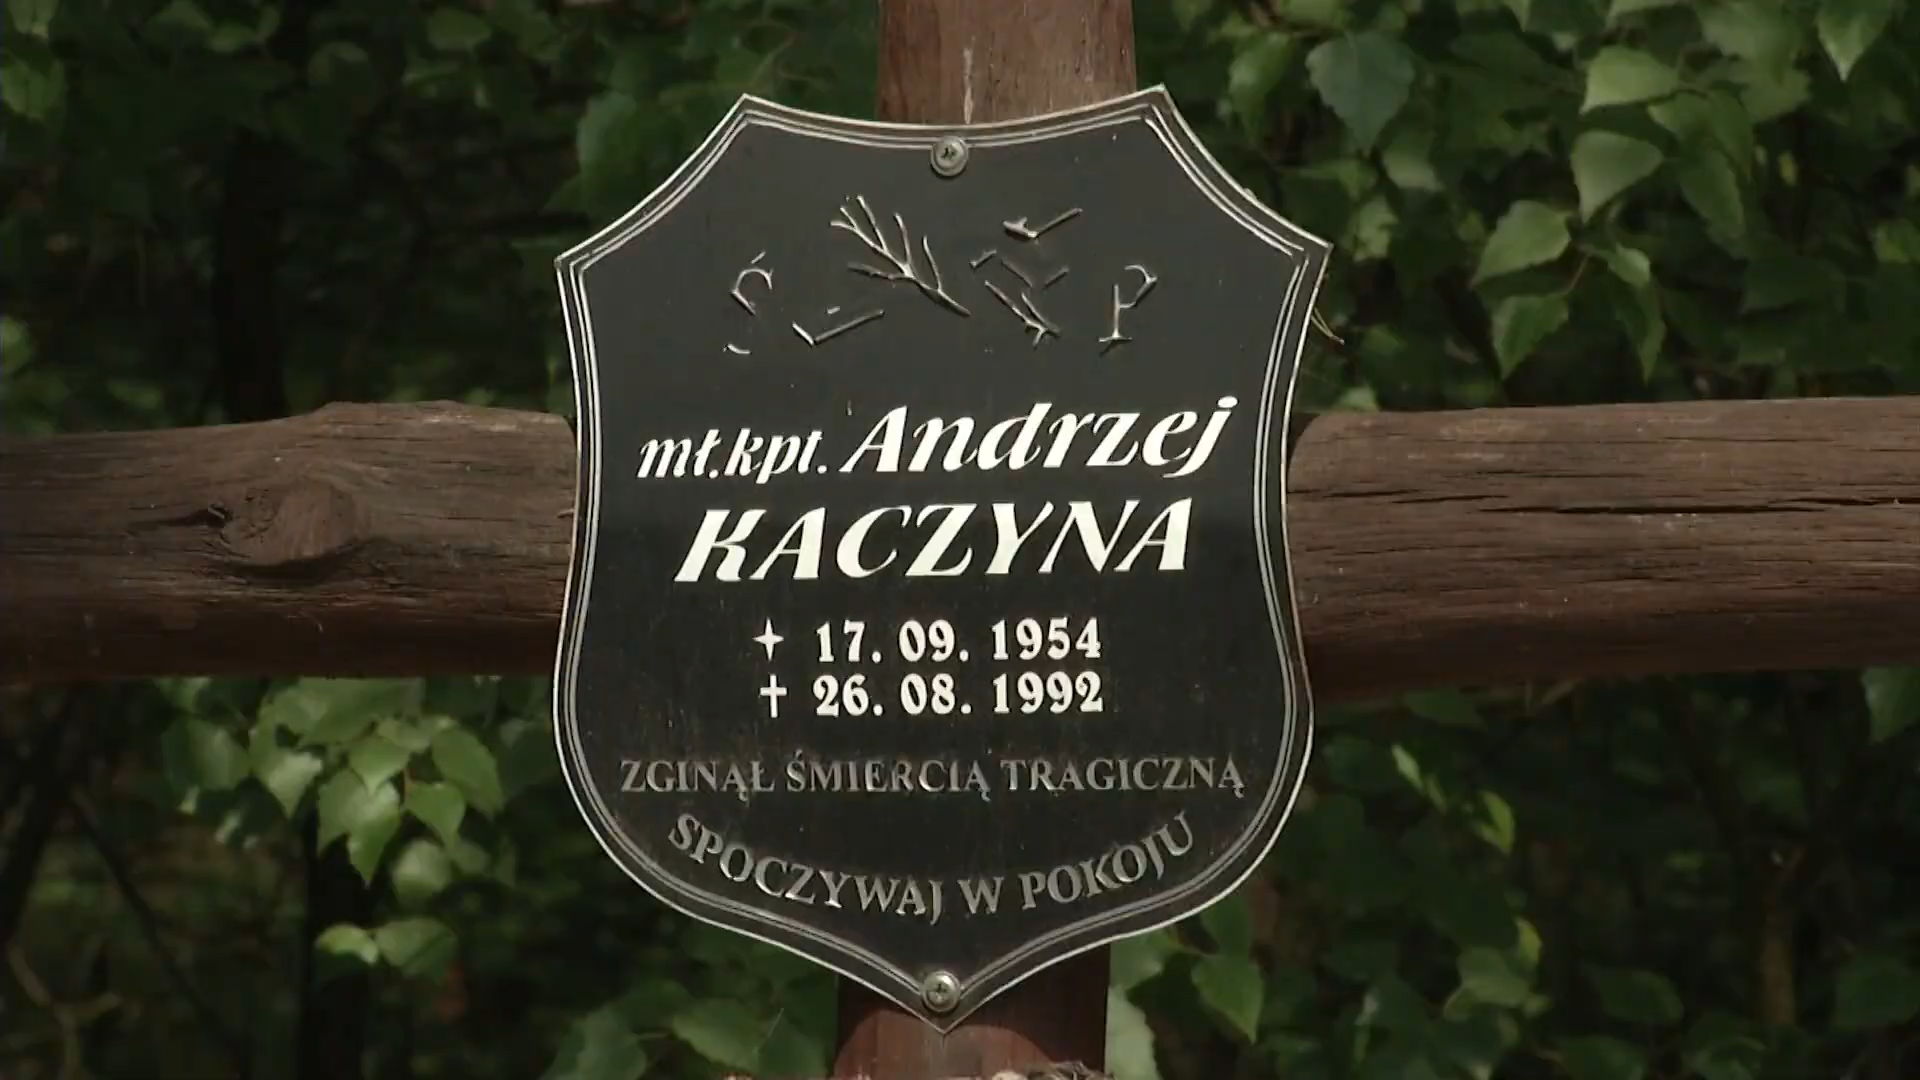 Ś P
mł.kpt. Andrzej
KACZYNA
17. 09. 1954
† 26. 08. 1992
ZGINĄŁ ŚMIERCIĄ TRAGICZNĄ
SPOCZYWAJ W POKOJU